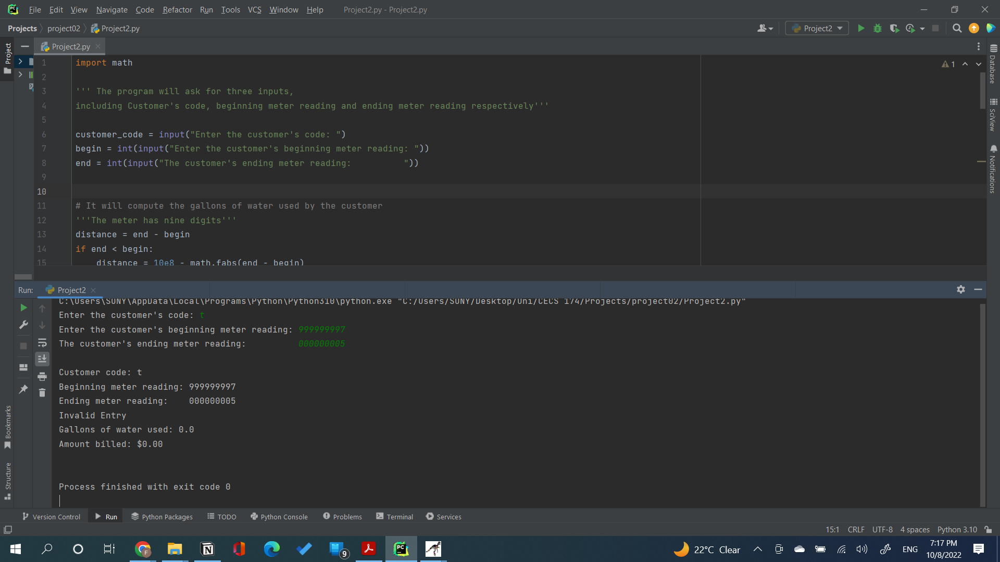 File Edit View Navigate Code Refactor Run Tools VCS Window Help Project2.py - Project2.py
Projects project02 Project2.py Project2
Project2.py
Project
Database
SciView
Notifications
1
1 import math
2
3 ''' The program will ask for three inputs,
4 including Customer's code, beginning meter reading and ending meter reading respectively'''
5
6 customer_code = input("Enter the customer's code: ")
7 begin = int(input("Enter the customer's beginning meter reading: "))
8 end = int(input("The customer's ending meter reading:          "))
9
10
11 # It will compute the gallons of water used by the customer
12 '''The meter has nine digits'''
13 distance = end - begin
14 if end < begin:
15     distance = 10e8 - math.fabs(end - begin)
Run: Project2
C:\Users\SUNY\AppData\Local\Programs\Python\Python310\python.exe "C:/Users/SUNY/Desktop/Uni/CECS 174/Projects/project02/Project2.py"
Enter the customer's code: t
Enter the customer's beginning meter reading: 999999997
The customer's ending meter reading:          000000005
Customer code: t
Beginning meter reading: 999999997
Ending meter reading:    000000005
Invalid Entry
Gallons of water used: 0.0
Amount billed: $0.00
Process finished with exit code 0
Bookmarks
Structure
Version Control Run Python Packages TODO Python Console Problems Terminal Services
15:1 CRLF UTF-8 4 spaces Python 3.10
9
22°C Clear ENG 7:17 PM
10/8/2022